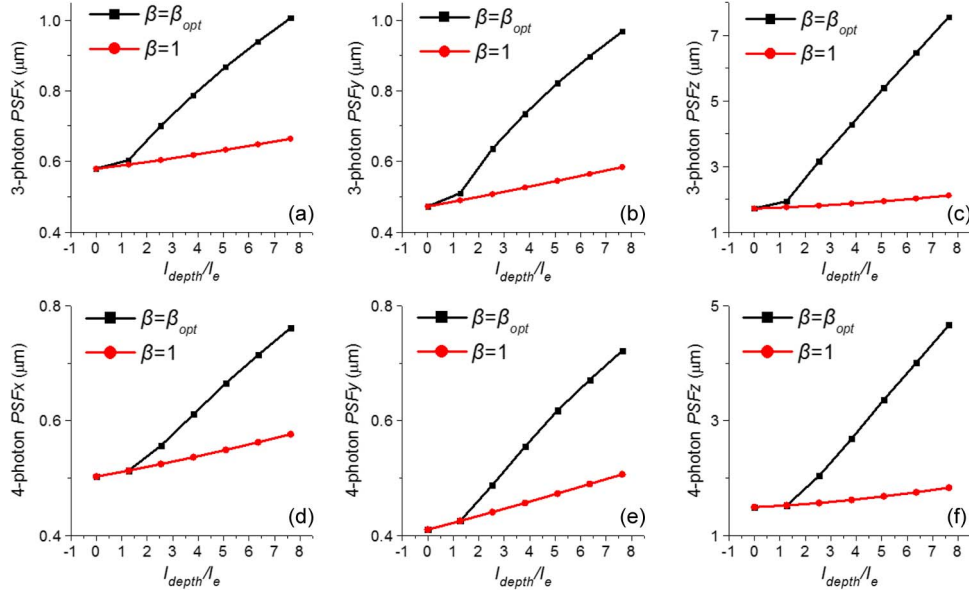 1.0
0.8
0.6
0.4
3-photon PSFx (μm)
β=βopt
β=1
(a)
-1 0 1 2 3 4 5 6 7 8
ldepth/le
1.0
0.8
0.6
0.4
3-photon PSFy (μm)
β=βopt
β=1
(b)
-1 0 1 2 3 4 5 6 7 8
ldepth/le
7
5
3
1
3-photon PSFz (μm)
β=βopt
β=1
(c)
-1 0 1 2 3 4 5 6 7 8
ldepth/le
0.8
0.6
0.4
4-photon PSFx (μm)
β=βopt
β=1
(d)
-1 0 1 2 3 4 5 6 7 8
ldepth/le
0.8
0.6
0.4
4-photon PSFy (μm)
β=βopt
β=1
(e)
-1 0 1 2 3 4 5 6 7 8
ldepth/le
5
3
1
4-photon PSFz (μm)
β=βopt
β=1
(f)
-1 0 1 2 3 4 5 6 7 8
ldepth/le